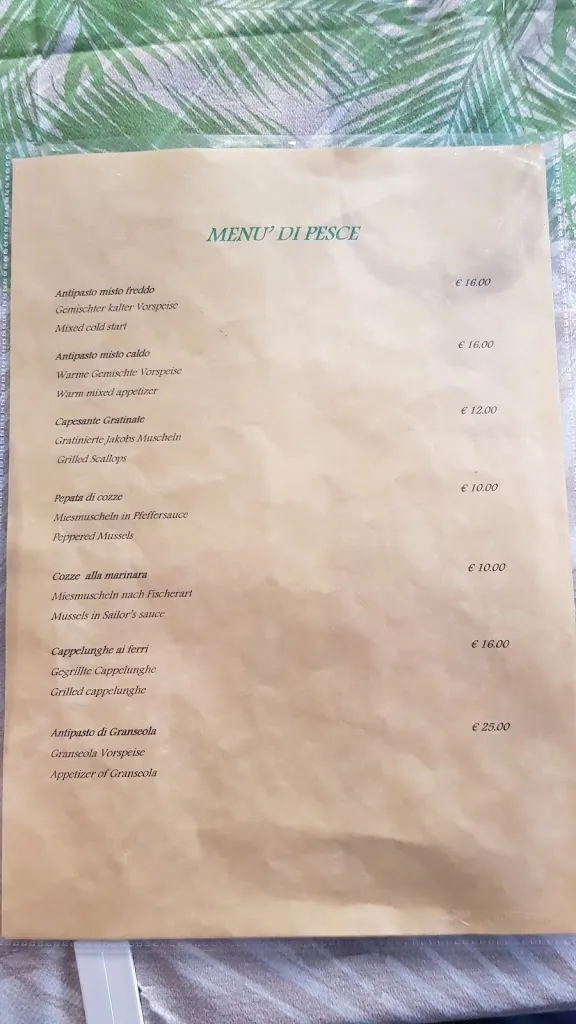 MENU' DI PESCE
Antipasto misto freddo € 16.00
Gemischter kalter Vorspeise
Mixed cold start
Antipasto misto caldo € 16.00
Warme Gemischte Vorspeise
Warm mixed appetizer
Capesante Gratinate € 12.00
Gratinierte Jakobs Muscheln
Grilled Scallops
Pepata di cozze € 10.00
Miesmuscheln in Pfeffersauce
Peppered Mussels
Cozze alla marinara € 10.00
Miesmuscheln nach Fischerart
Mussels in Sailor's sauce
Cappelunghe ai ferri € 16.00
Gegrillte Cappelunghe
Grilled cappelunghe
Antipasto di Granseola € 25.00
Granseola Vorspeise
Appetizer of Granseola